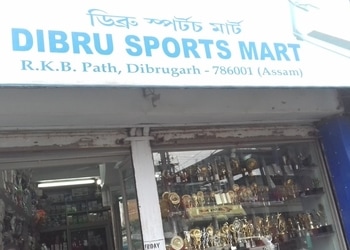 ডিব্ৰু স্পৰ্টচ মাৰ্ট
DIBRU SPORTS MART
R.K.B. Path, Dibrugarh - 786001 (Assam)